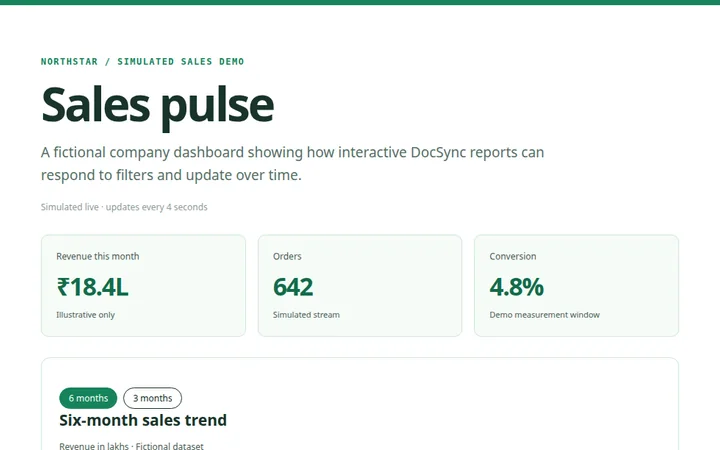 NORTHSTAR / SIMULATED SALES DEMO
Sales pulse
A fictional company dashboard showing how interactive DocSync reports can
respond to filters and update over time.
Simulated live · updates every 4 seconds
Revenue this month
₹18.4L
Illustrative only
Orders
642
Simulated stream
Conversion
4.8%
Demo measurement window
6 months
3 months
Six-month sales trend
Revenue in lakhs · Fictional dataset